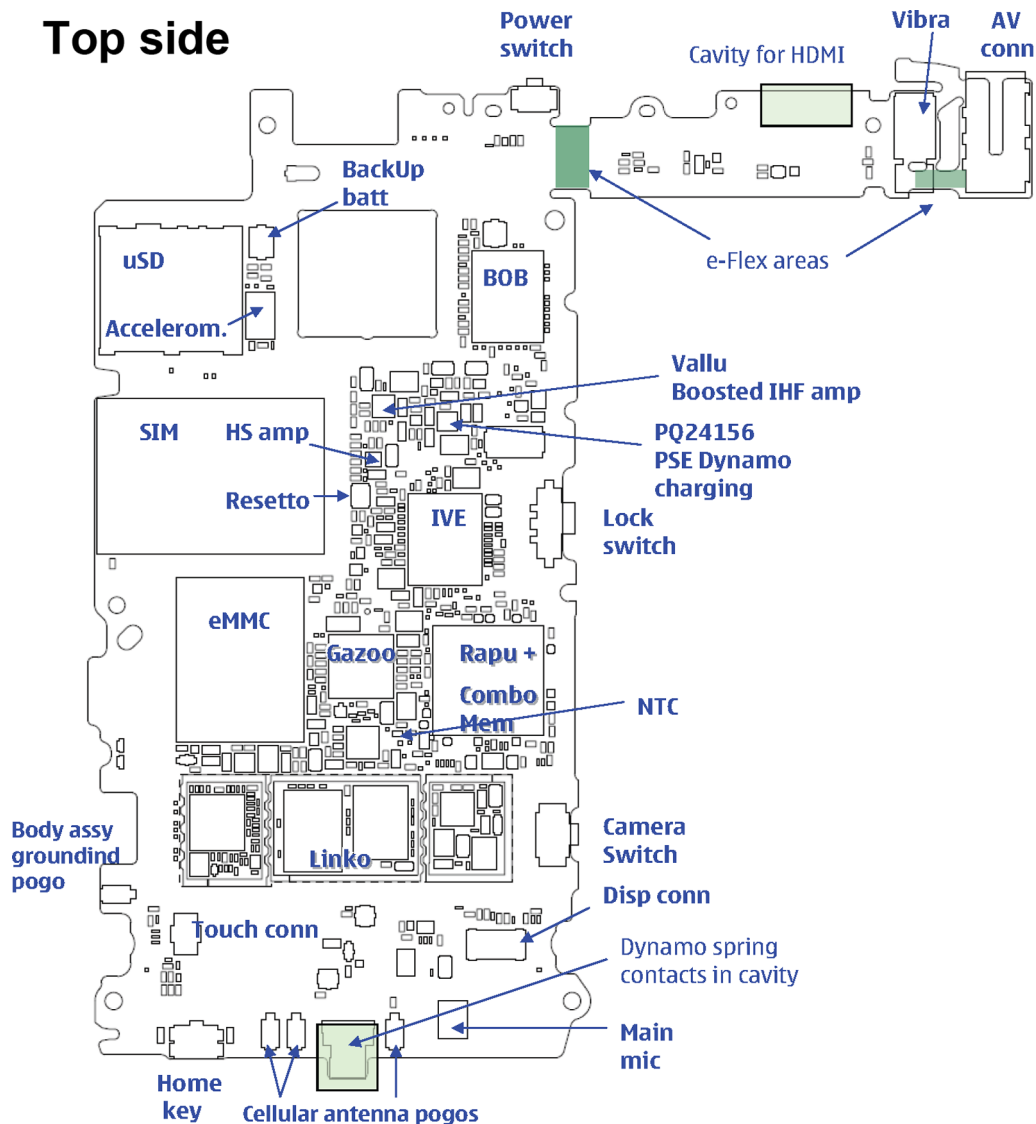 Top side
Power
switch
Cavity for HDMI
Vibra
AV
conn
BackUp
batt
e-Flex areas
uSD
BOB
Accelerom.
Vallu
Boosted IHF amp
SIM
HS amp
PQ24156
PSE Dynamo
charging
Resetto
IVE
Lock
switch
eMMC
Gazoo
Rapu +
Combo
Mem
NTC
Body assy
groundind
pogo
Linko
Camera
Switch
Disp conn
Touch conn
Dynamo spring
contacts in cavity
Main
mic
Home
key
Cellular antenna pogos